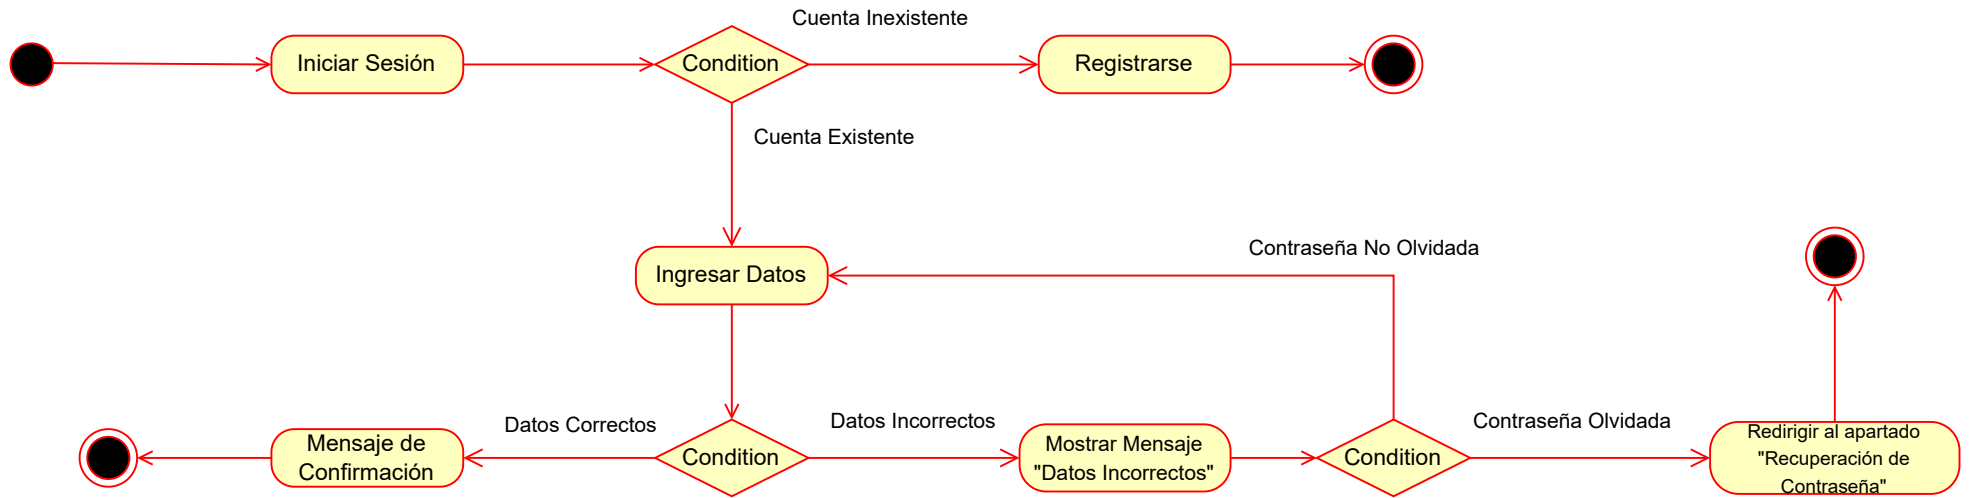 Cuenta Inexistente
Iniciar Sesión
Condition
Registrarse
Cuenta Existente
Ingresar Datos
Contraseña No Olvidada
Datos Correctos
Datos Incorrectos
Contraseña Olvidada
Mensaje de
Confirmación
Condition
Mostrar Mensaje
"Datos Incorrectos"
Condition
Redirigir al apartado
"Recuperación de
Contraseña"